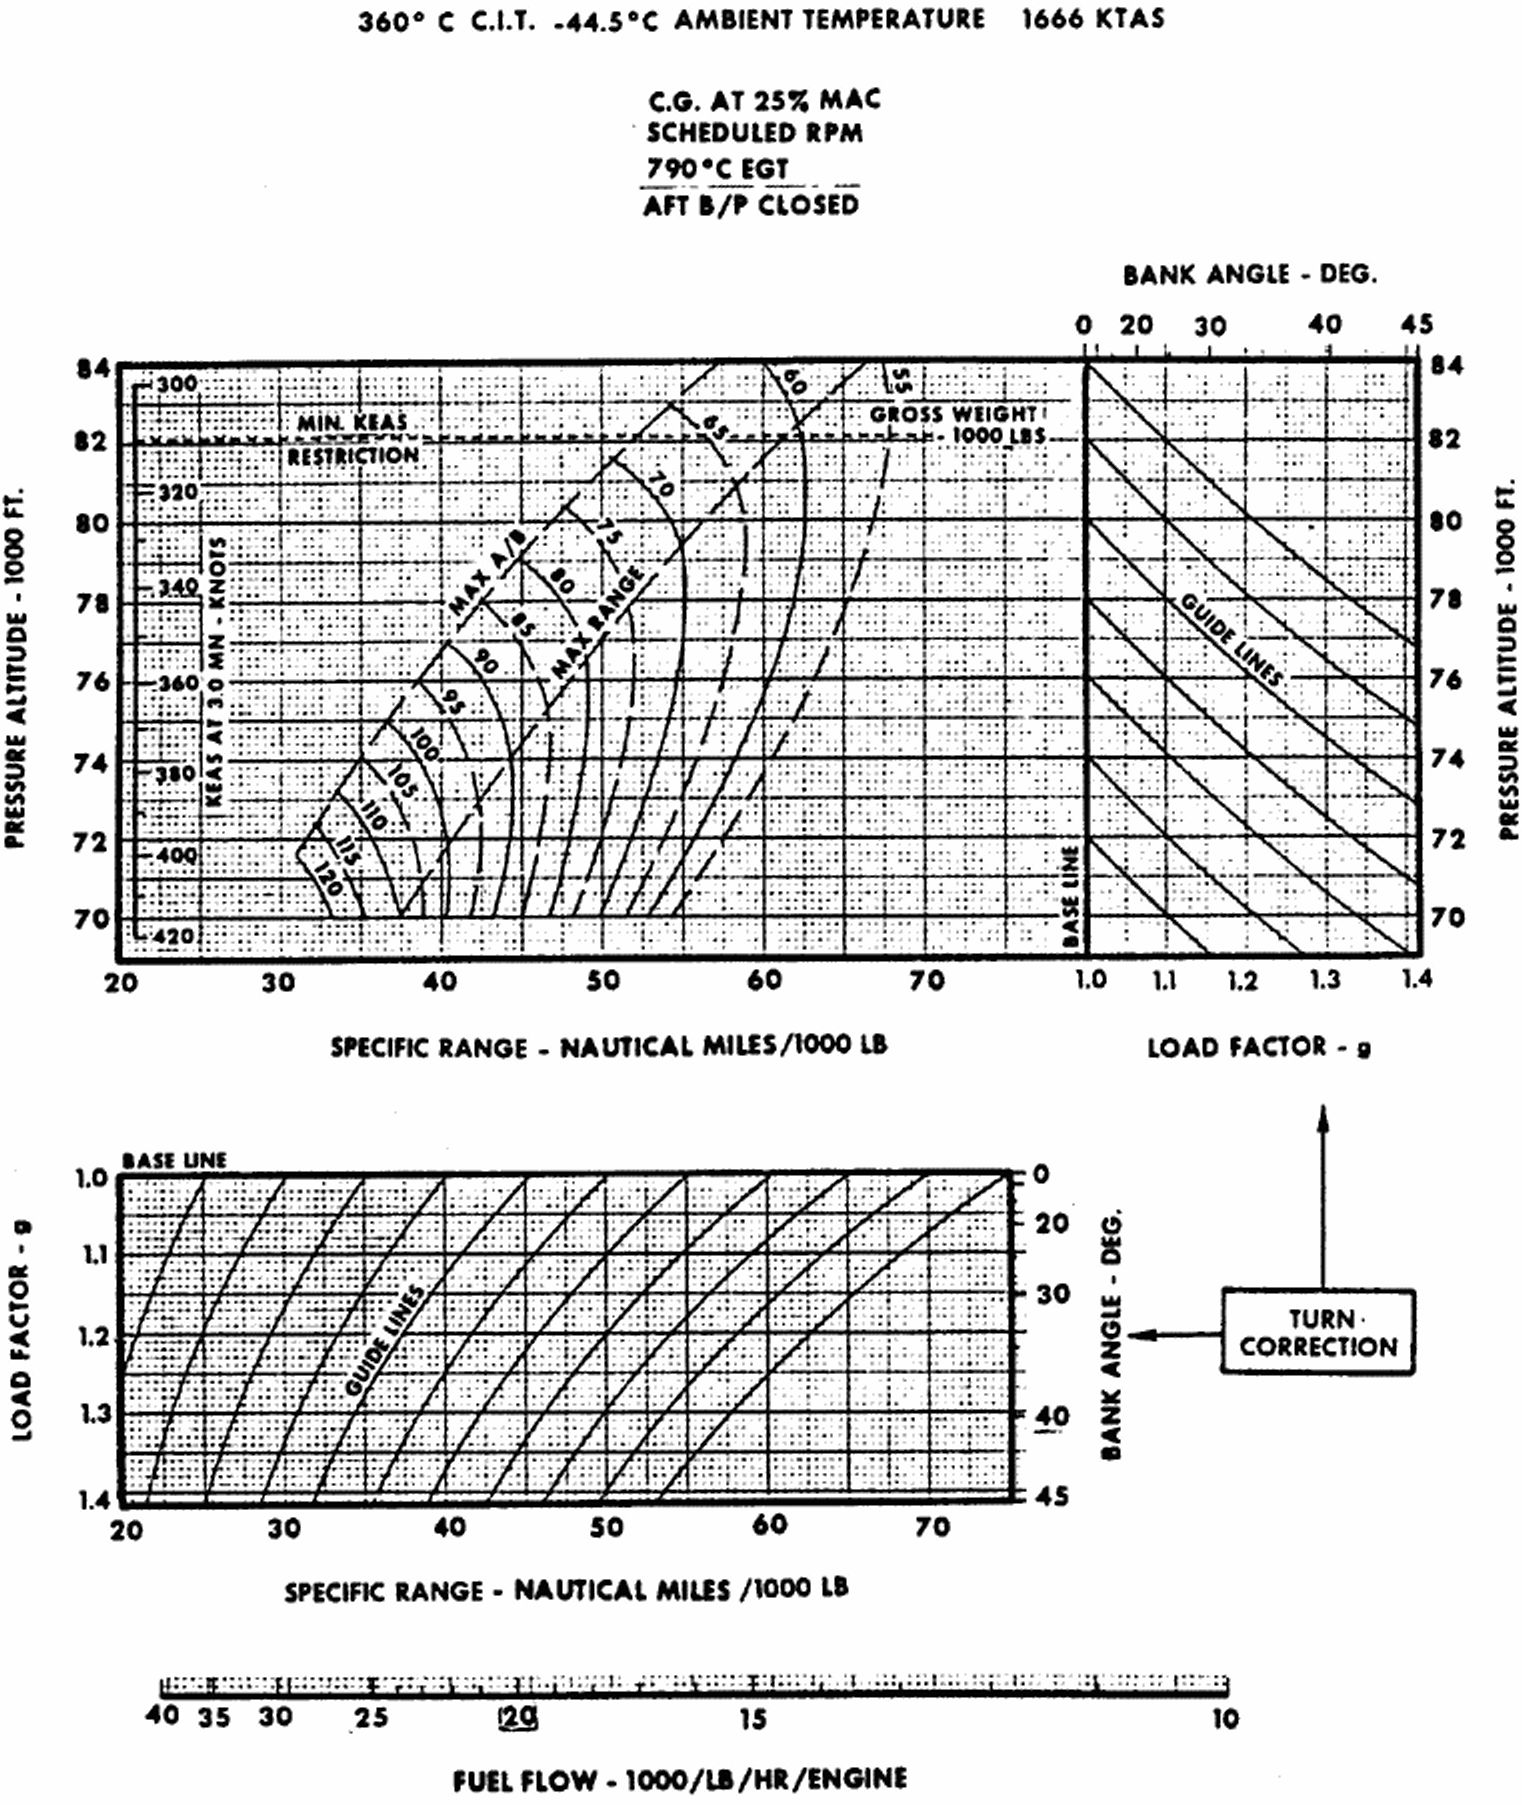 360° C C.I.T. -44.5°C AMBIENT TEMPERATURE 1666 KTAS
C.G. AT 25% MAC
SCHEDULED RPM
790°C EGT
AFT B/P CLOSED
BANK ANGLE - DEG.
0 20 30 40 45
84 82 80 78 76 74 72 70
PRESSURE ALTITUDE - 1000 FT.
300 320 340 360 380 400 420
KEAS AT 3.0 MN - KNOTS
MIN. KEAS
RESTRICTION
MAX A/B
MAX RANGE
GROSS WEIGHT
1000 LBS
55
60
65
70
75
80
85
90
95
100
105
110
115
120
GUIDE LINES
BASE LINE
84 82 80 78 76 74 72 70
PRESSURE ALTITUDE - 1000 FT.
20 30 40 50 60 70
1.0 1.1 1.2 1.3 1.4
SPECIFIC RANGE - NAUTICAL MILES/1000 LB
LOAD FACTOR - g
BASE LINE
1.0 1.1 1.2 1.3 1.4
LOAD FACTOR - g
GUIDE LINES
0 20 30 40 45
BANK ANGLE - DEG.
TURN
CORRECTION
20 30 40 50 60 70
SPECIFIC RANGE - NAUTICAL MILES /1000 LB
40 35 30 25 20 15 10
FUEL FLOW - 1000/LB/HR/ENGINE